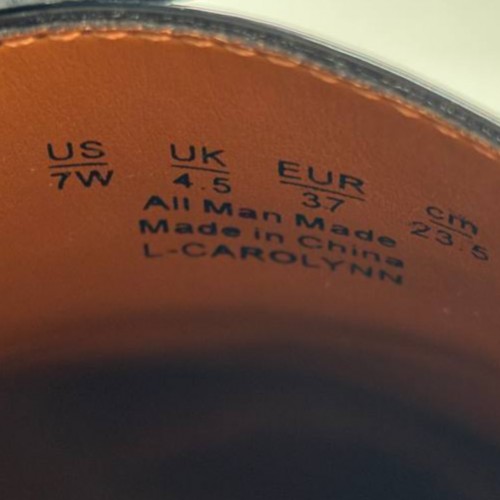 US UK EUR cm
7W 4.5 37 23.5
All Man Made
Made in China
L-CAROLYNN